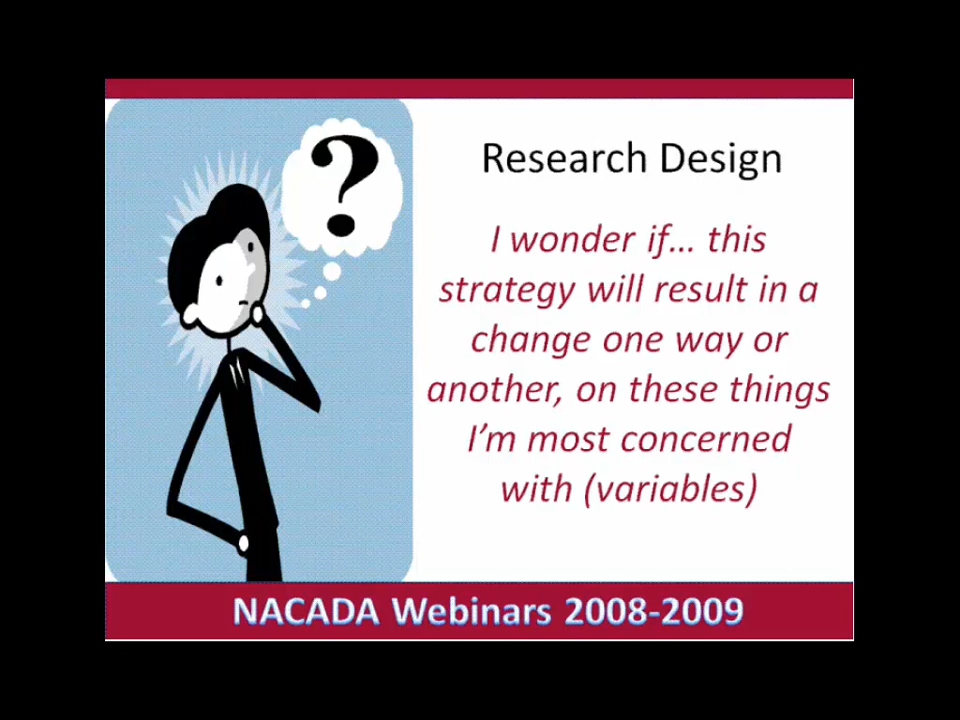 ?
Research Design
I wonder if... this
strategy will result in a
change one way or
another, on these things
I'm most concerned
with (variables)
NACADA Webinars 2008-2009